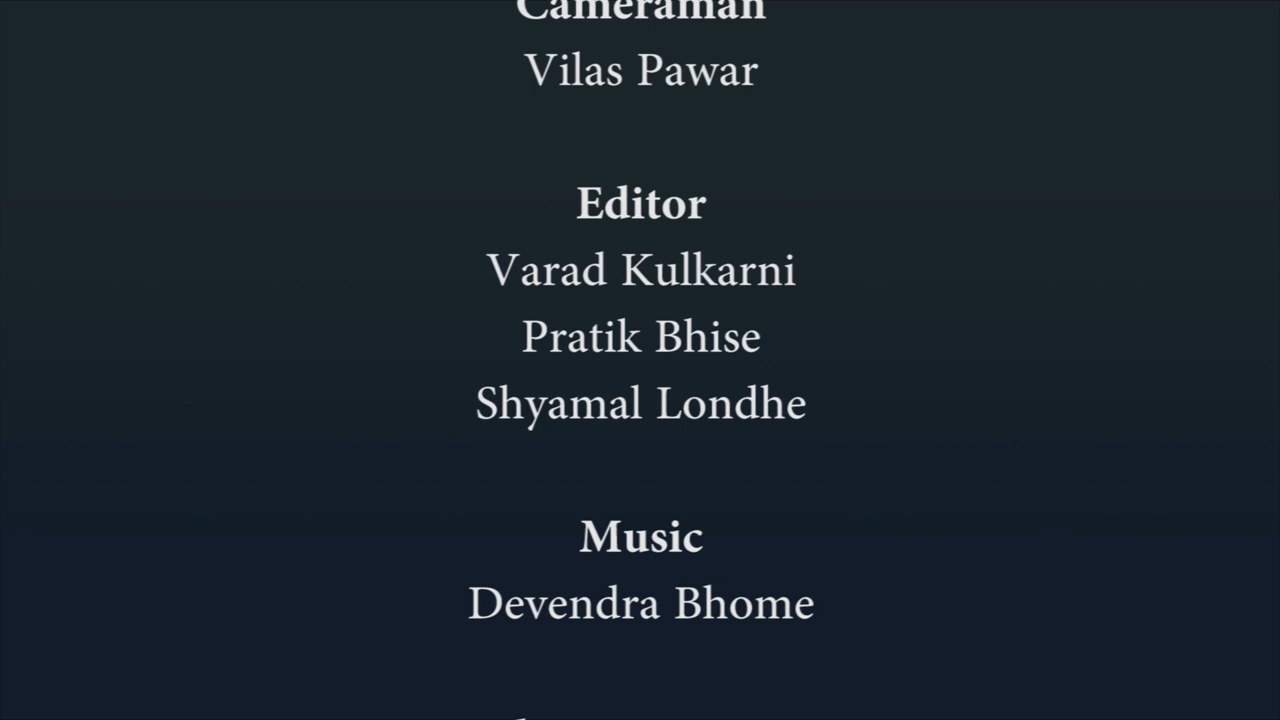 Cameraman
Vilas Pawar
Editor
Varad Kulkarni
Pratik Bhise
Shyamal Londhe
Music
Devendra Bhome